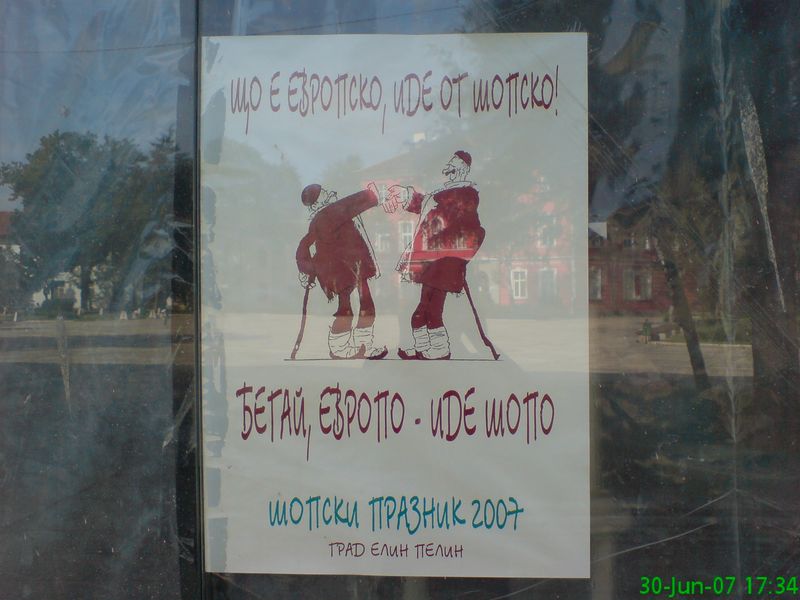 ЩО Е ЕВРОПСКО, ИДЕ ОТ ШОПСКО!
БЕГАЙ, ЕВРОПО - ИДЕ ШОПО
ШОПСКИ ПРАЗНИК 2007
ГРАД ЕЛИН ПЕЛИН
30-Jun-07 17:34